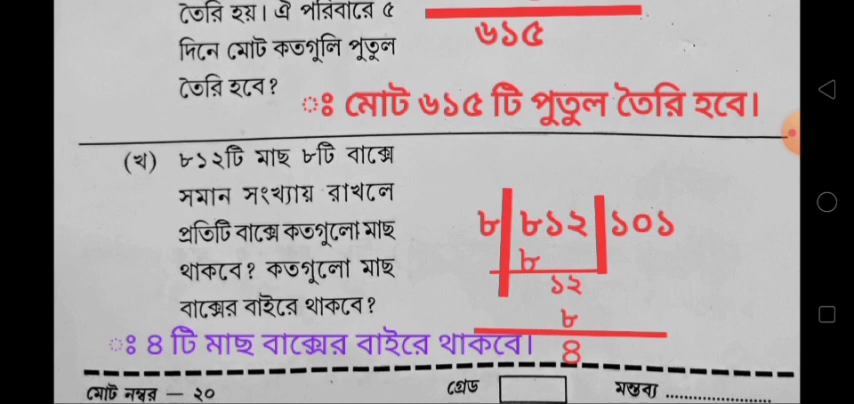 তৈরি হয়। ঐ পরিবারে ৫
দিনে মোট কতগুলি পুতুল
তৈরি হবে?
৬১৫
ঃ মোট ৬১৫ টি পুতুল তৈরি হবে।
(খ) ৮১২টি মাছ ৮টি বাক্সে
সমান সংখ্যায় রাখলে
প্রতিটি বাক্সে কতগুলো মাছ
থাকবে? কতগুলো মাছ
বাক্সের বাইরে থাকবে?
৮ ৮১২ ১০১
৮
১২
৮
৪
ঃ ৪ টি মাছ বাক্সের বাইরে থাকবে।
মোট নম্বর — ২০ গ্রেড মন্তব্য ....................